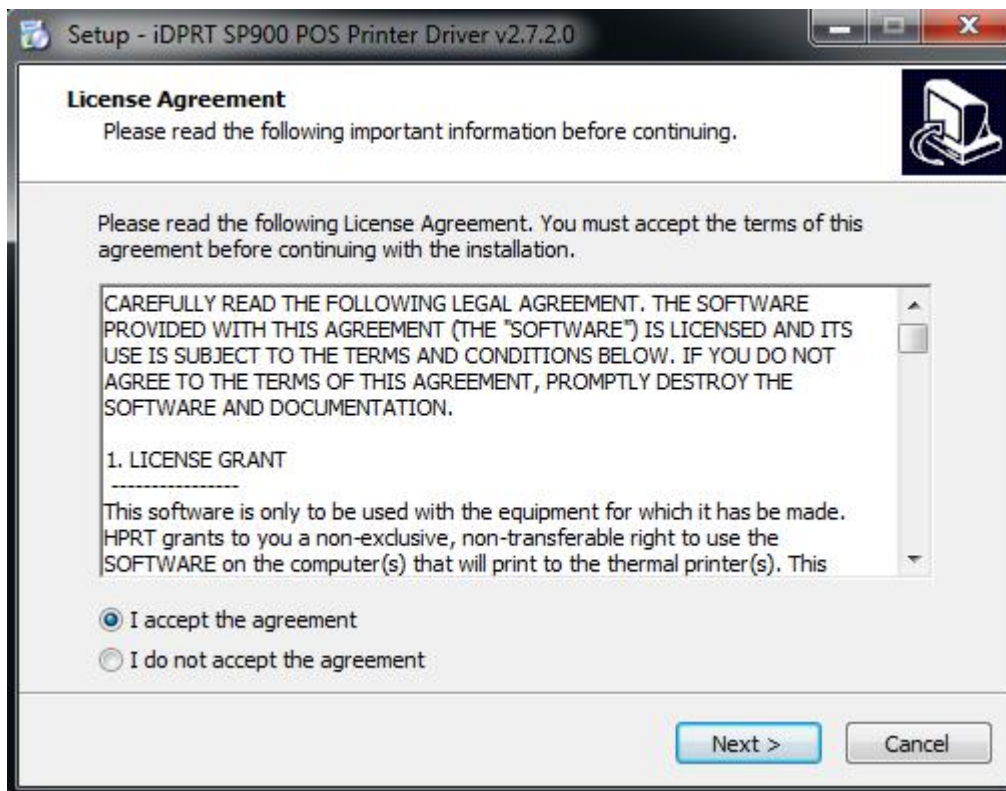 Setup - iDPRT SP900 POS Printer Driver v2.7.2.0
License Agreement
Please read the following important information before continuing.
Please read the following License Agreement. You must accept the terms of this
agreement before continuing with the installation.
CAREFULLY READ THE FOLLOWING LEGAL AGREEMENT. THE SOFTWARE
PROVIDED WITH THIS AGREEMENT (THE "SOFTWARE") IS LICENSED AND ITS
USE IS SUBJECT TO THE TERMS AND CONDITIONS BELOW. IF YOU DO NOT
AGREE TO THE TERMS OF THIS AGREEMENT, PROMPTLY DESTROY THE
SOFTWARE AND DOCUMENTATION.
1. LICENSE GRANT
----------------
This software is only to be used with the equipment for which it has be made.
HPRT grants to you a non-exclusive, non-transferable right to use the
SOFTWARE on the computer(s) that will print to the thermal printer(s). This
I accept the agreement
I do not accept the agreement
Next >
Cancel